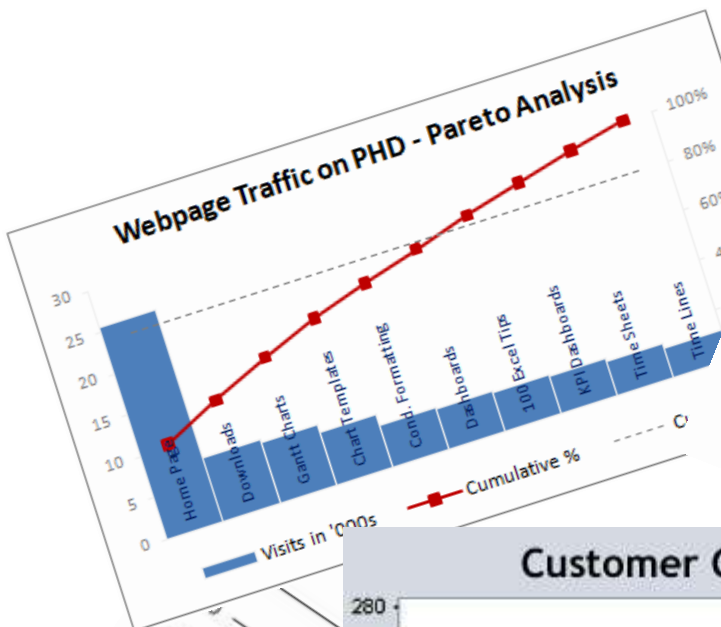 Webpage Traffic on PHD - Pareto Analysis
100%
80%
30
25
20
15
10
5
0
Home Page
Downloads
Gantt Charts
Chart Templates
Cond. Formatting
Dashboards
100 Excel Tips
KPI Dashboards
Time Sheets
Time Lines
Visits in '000s
Cumulative %
Customer
280